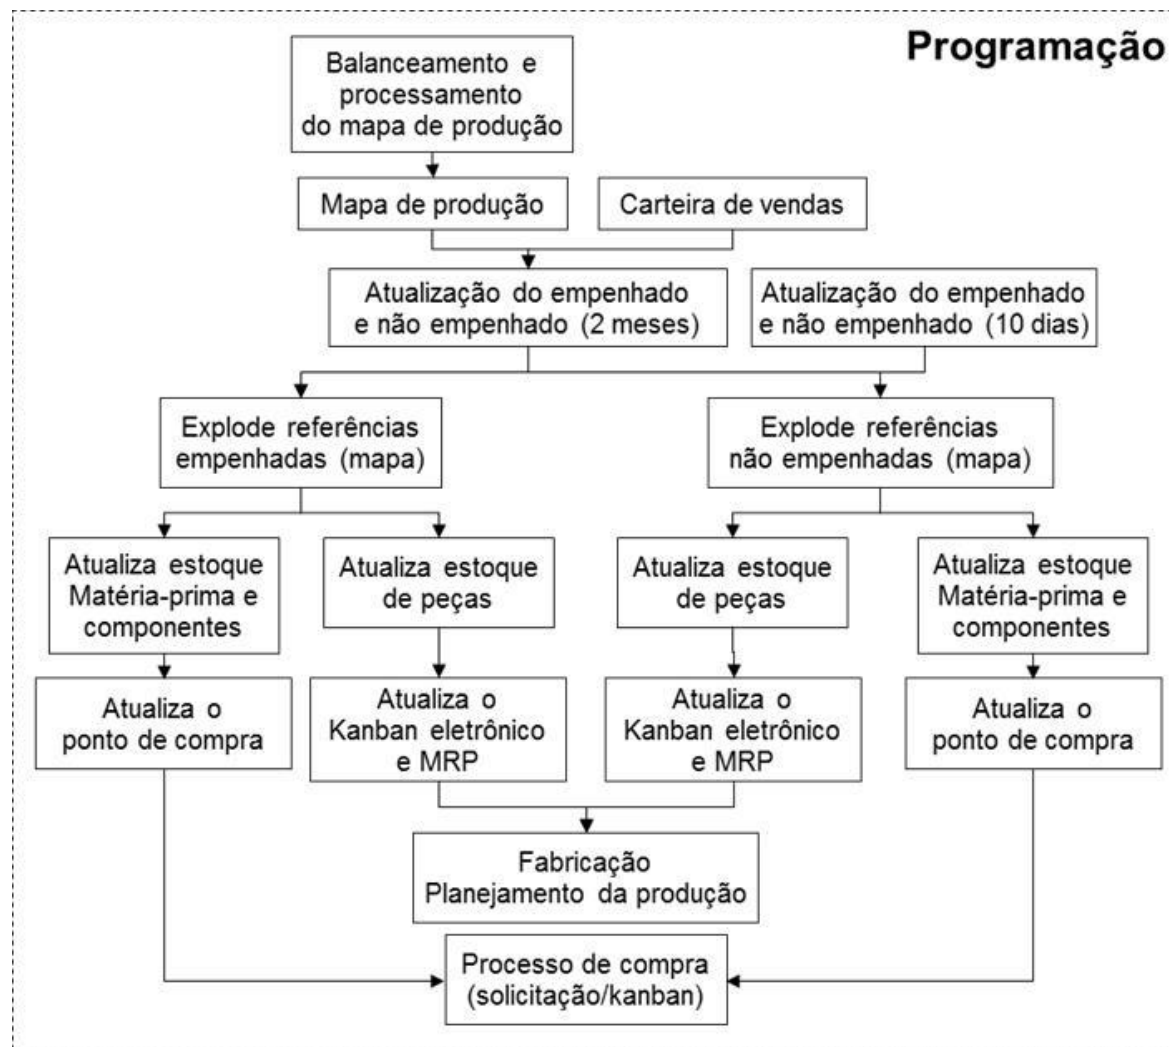 Programação
Balanceamento e
processamento
do mapa de produção
Mapa de produção
Carteira de vendas
Atualização do empenhado
e não empenhado (2 meses)
Atualização do empenhado
e não empenhado (10 dias)
Explode referências
empenhadas (mapa)
Explode referências
não empenhadas (mapa)
Atualiza estoque
Matéria-prima e
componentes
Atualiza estoque
de peças
Atualiza estoque
de peças
Atualiza estoque
Matéria-prima e
componentes
Atualiza o
ponto de compra
Atualiza o
Kanban eletrônico
e MRP
Atualiza o
Kanban eletrônico
e MRP
Atualiza o
ponto de compra
Fabricação
Planejamento da produção
Processo de compra
(solicitação/kanban)